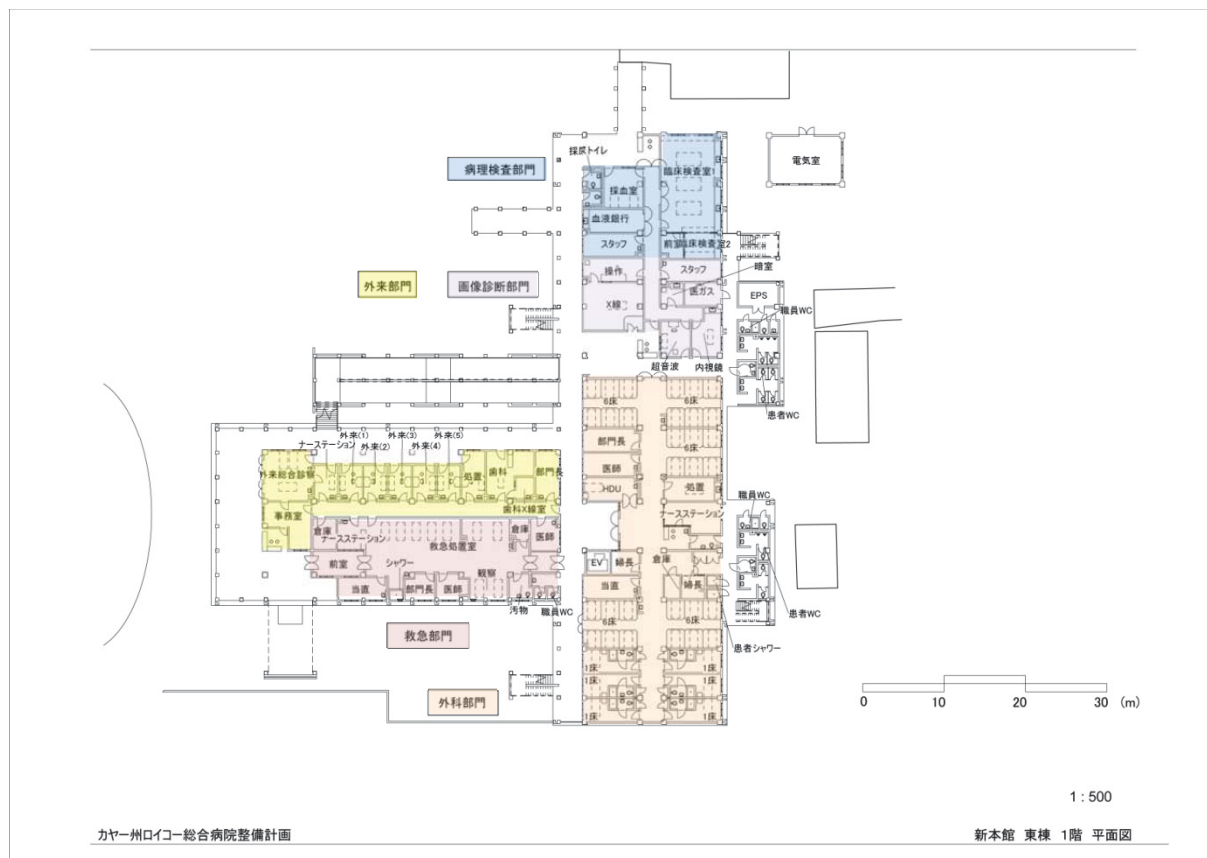 採尿トイレ
電気室
病理検査部門
採血室
臨床検査室1
血液銀行
スタッフ
前室
臨床検査室2
外来部門
画像診断部門
操作
スタッフ
暗室
X線
医ガス
EPS
職員WC
超音波
内視鏡
患者WC
6床
6床
外来(1)
外来(3)
外来(5)
ナースステーション
外来(2)
外来(4)
部門長
6床
外来総合診察
処置
歯科
部門長
医師
HDU
処置
職員WC
歯科X線室
事務室
ナースステーション
倉庫
ナースステーション
救急処置室
倉庫
医師
前室
シャワー
EV
婦長
倉庫
当直
部門長
医師
観察
当直
婦長
汚物
職員WC
患者WC
6床
6床
救急部門
患者シャワー
1床
1床
1床
1床
外科部門
1床
1床
0
10
20
30
(m)
1 : 500
カヤー州ロイコー総合病院整備計画
新本館 東棟 1階 平面図